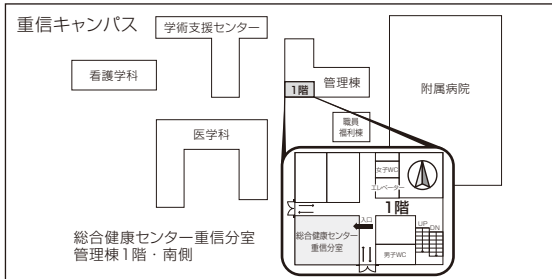 重信キャンパス
学術支援センター
看護学科
1階
管理棟
附属病院
職員
福利棟
医学科
女子WC
エレベーター
1階
入口
総合健康センター
重信分室
UP
DN
男子WC
総合健康センター重信分室
管理棟1階・南側